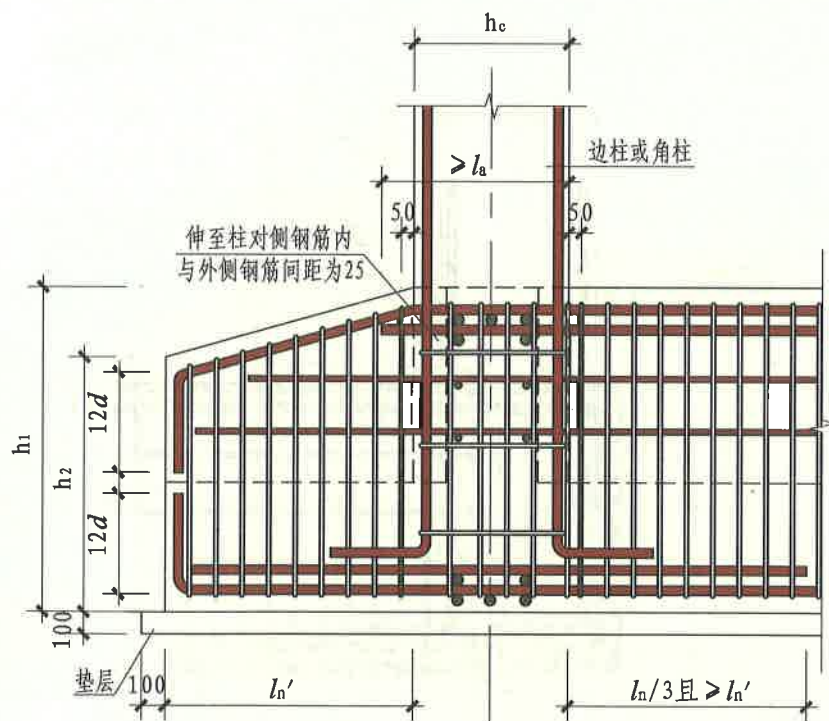 hc
边柱或角柱
≥la
50
50
伸至柱对侧钢筋内
与外侧钢筋间距为25
h1
h2
12d
12d
100
垫层
100
ln'
ln/3且≥ln'